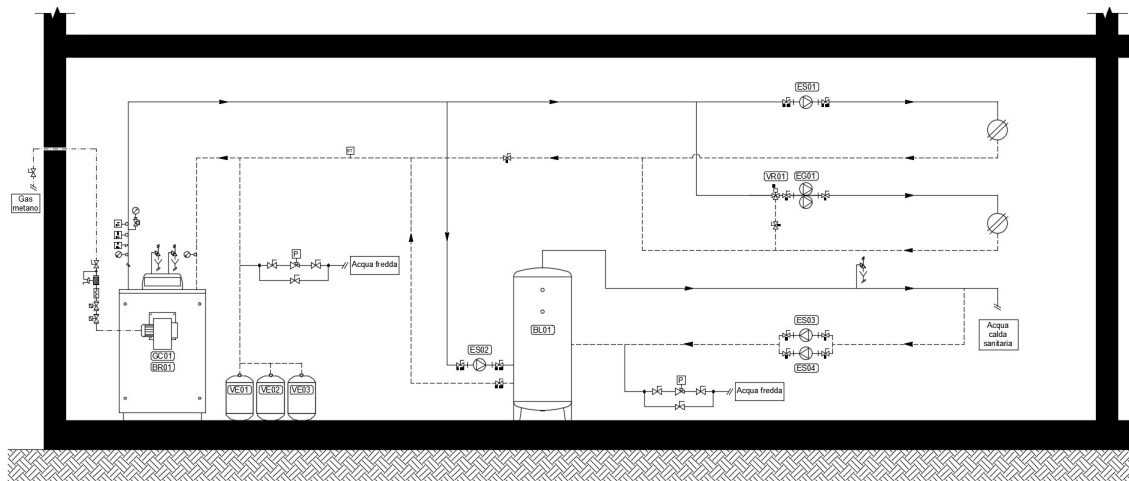 ES01
ST
Gas
metano
VR01
EG01
P
Acqua fredda
BL01
ES03
Acqua
calda
sanitaria
ES02
ES04
GC01
BR01
P
Acqua fredda
VE01
VE02
VE03